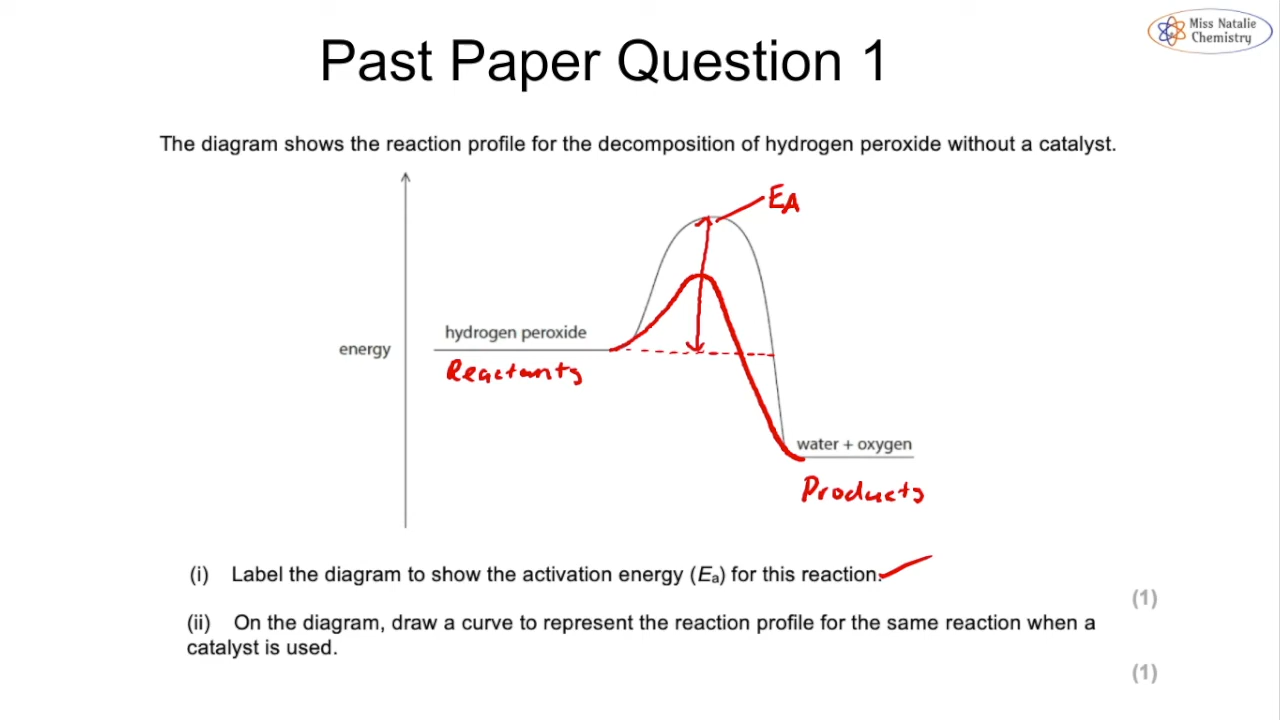 Miss Natalie
Chemistry
Past Paper Question 1
The diagram shows the reaction profile for the decomposition of hydrogen peroxide without a catalyst.
EA
hydrogen peroxide
energy
Reactants
water + oxygen
Products
(i) Label the diagram to show the activation energy (Ea) for this reaction.
(1)
(ii) On the diagram, draw a curve to represent the reaction profile for the same reaction when a
catalyst is used.
(1)